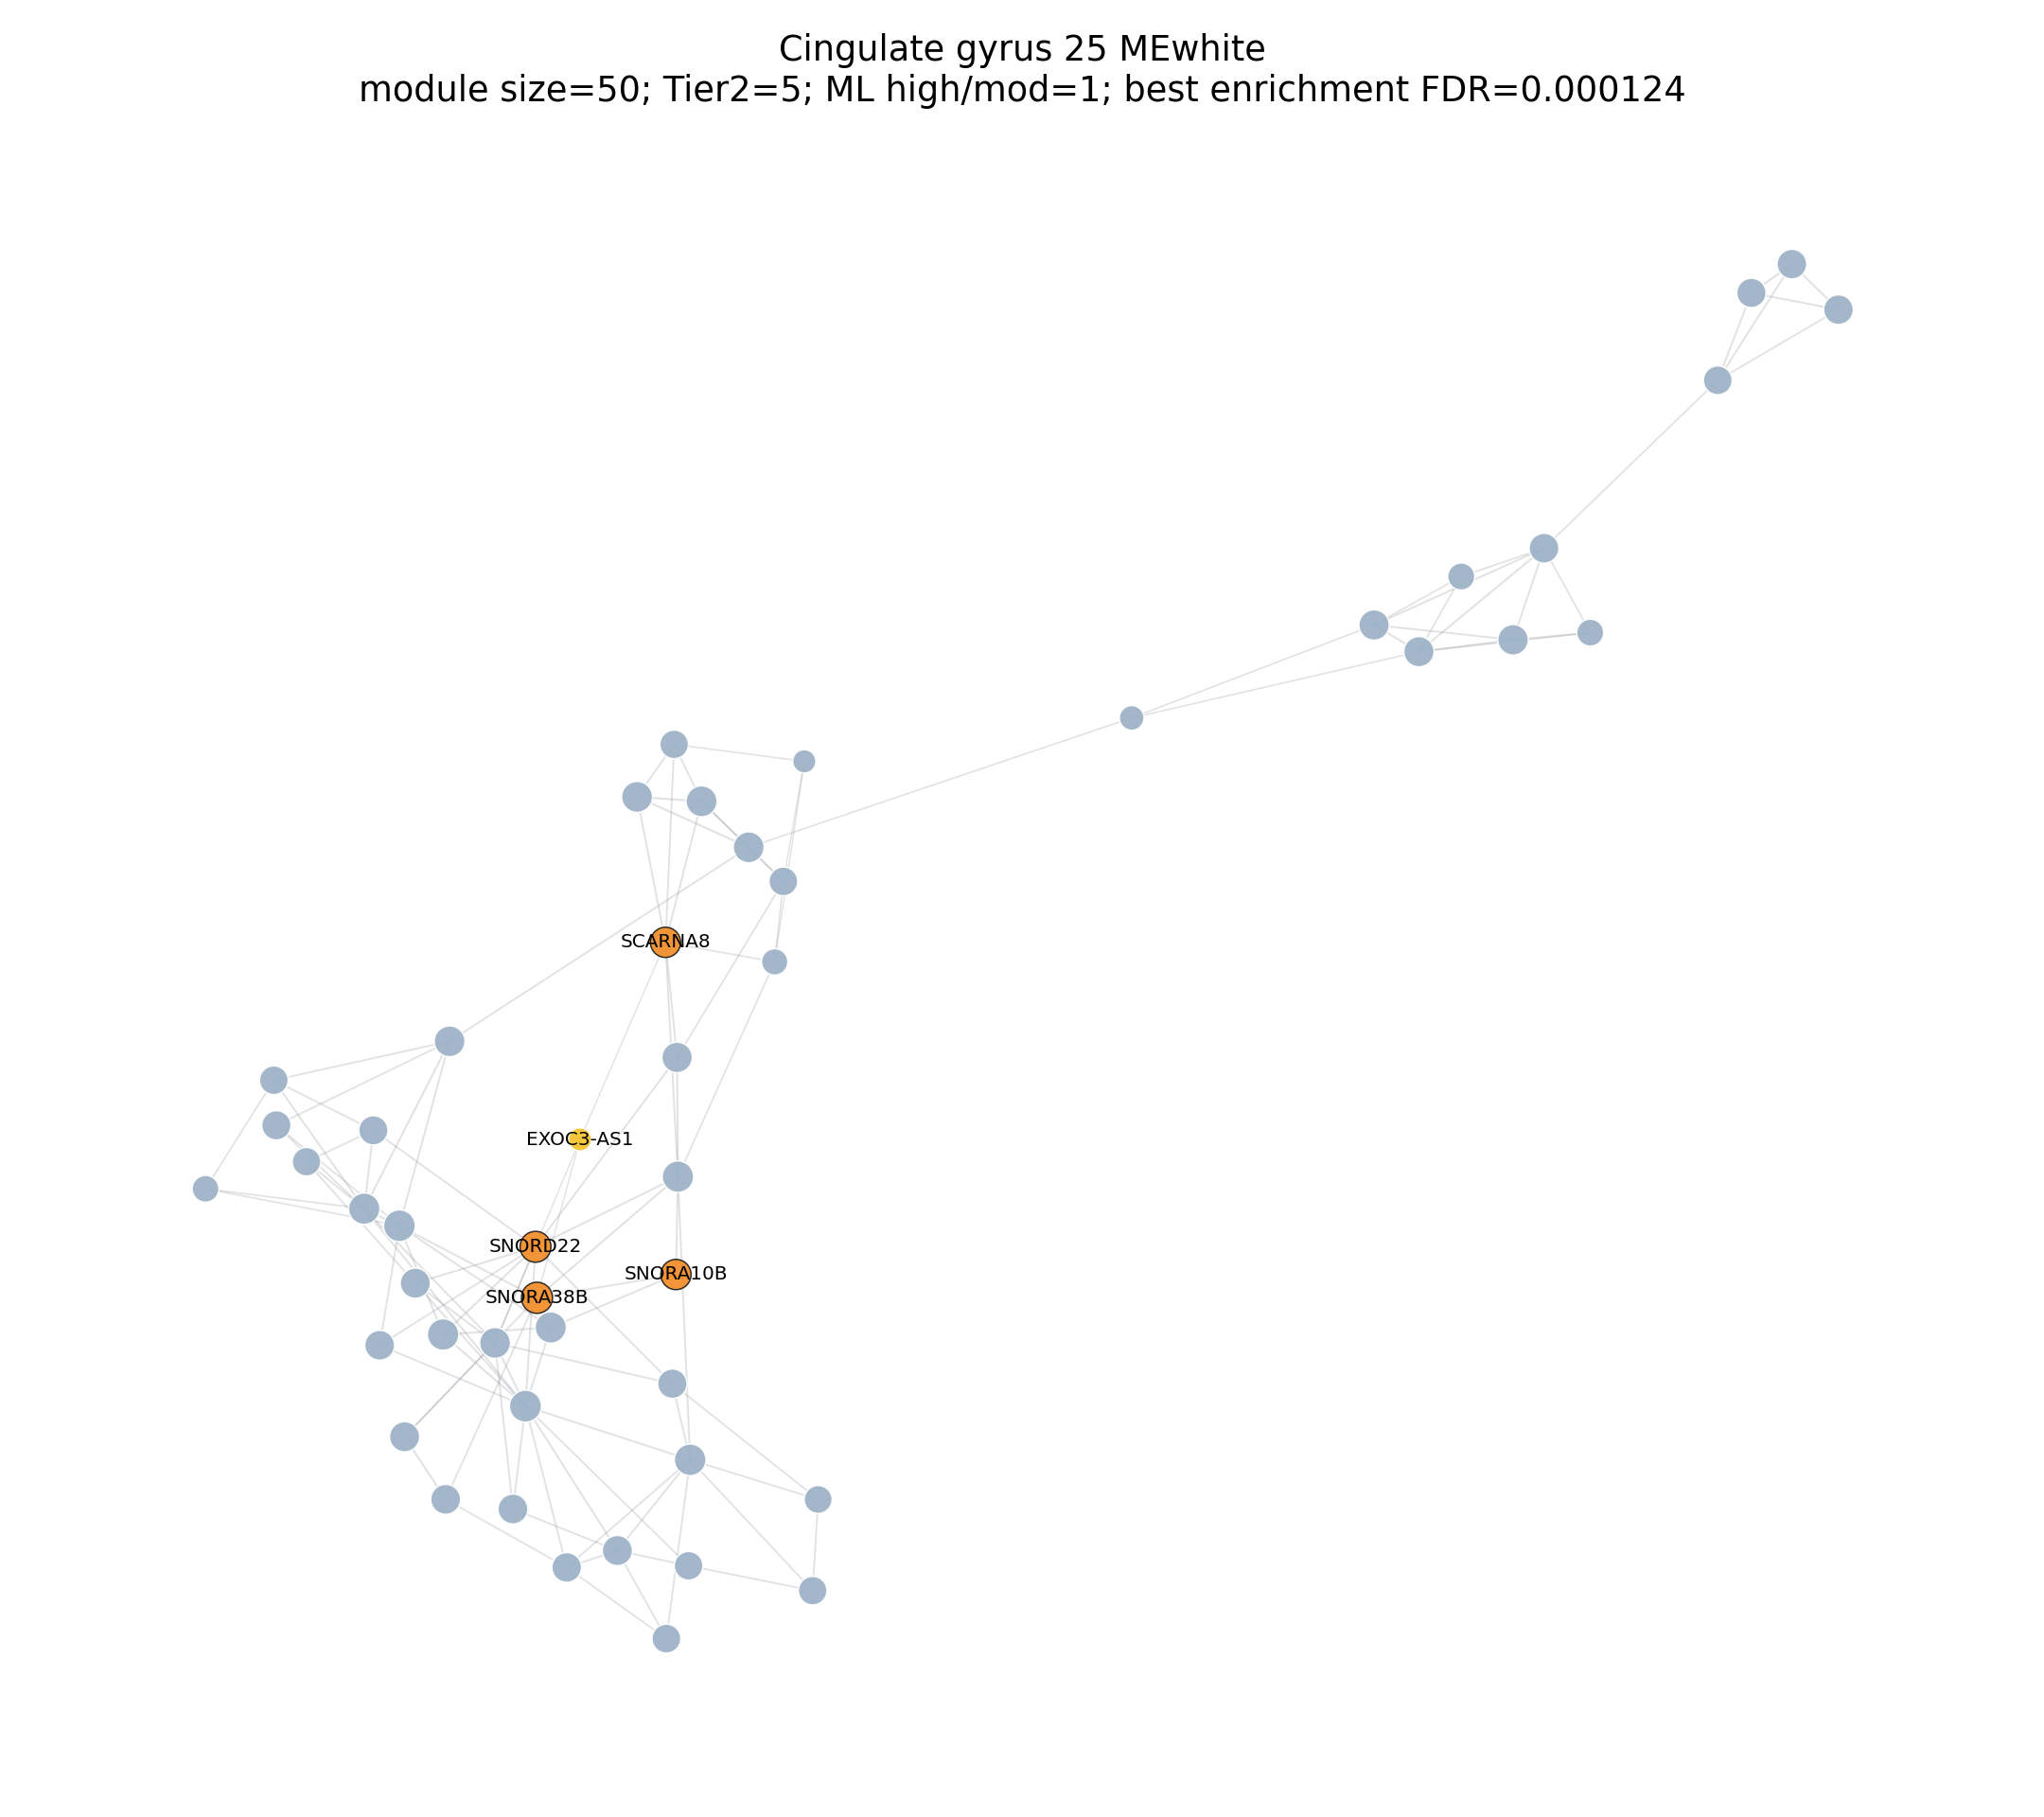 Cingulate gyrus 25 MEwhite
module size=50; Tier2=5; ML high/mod=1; best enrichment FDR=0.000124
SCARNA8
EXOC3-AS1
SNORD22
SNORA10B
SNORA38B